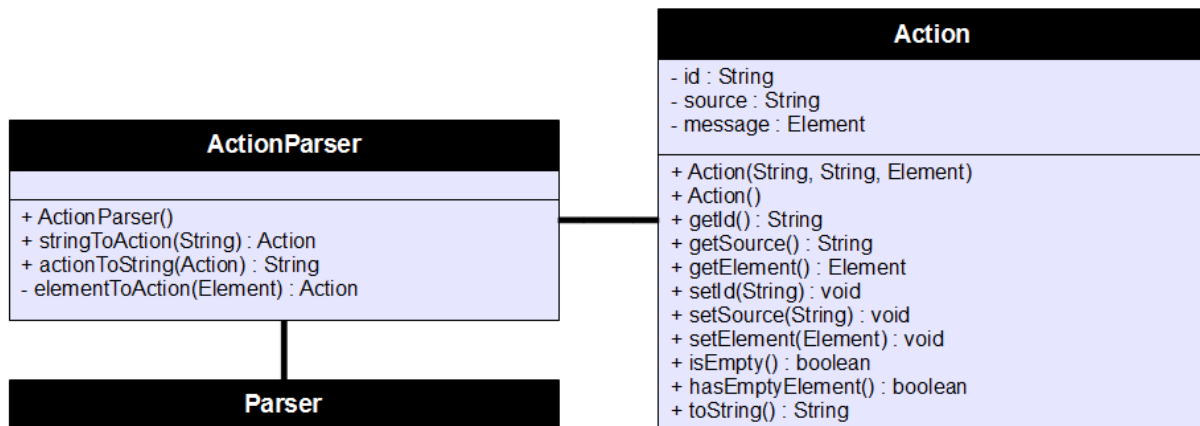 Action
- id : String
- source : String
- message : Element
+ Action(String, String, Element)
+ Action()
+ getId() : String
+ getSource() : String
+ getElement() : Element
+ setId(String) : void
+ setSource(String) : void
+ setElement(Element) : void
+ isEmpty() : boolean
+ hasEmptyElement() : boolean
+ toString() : String
ActionParser
+ ActionParser()
+ stringToAction(String) : Action
+ actionToString(Action) : String
- elementToAction(Element) : Action
Parser